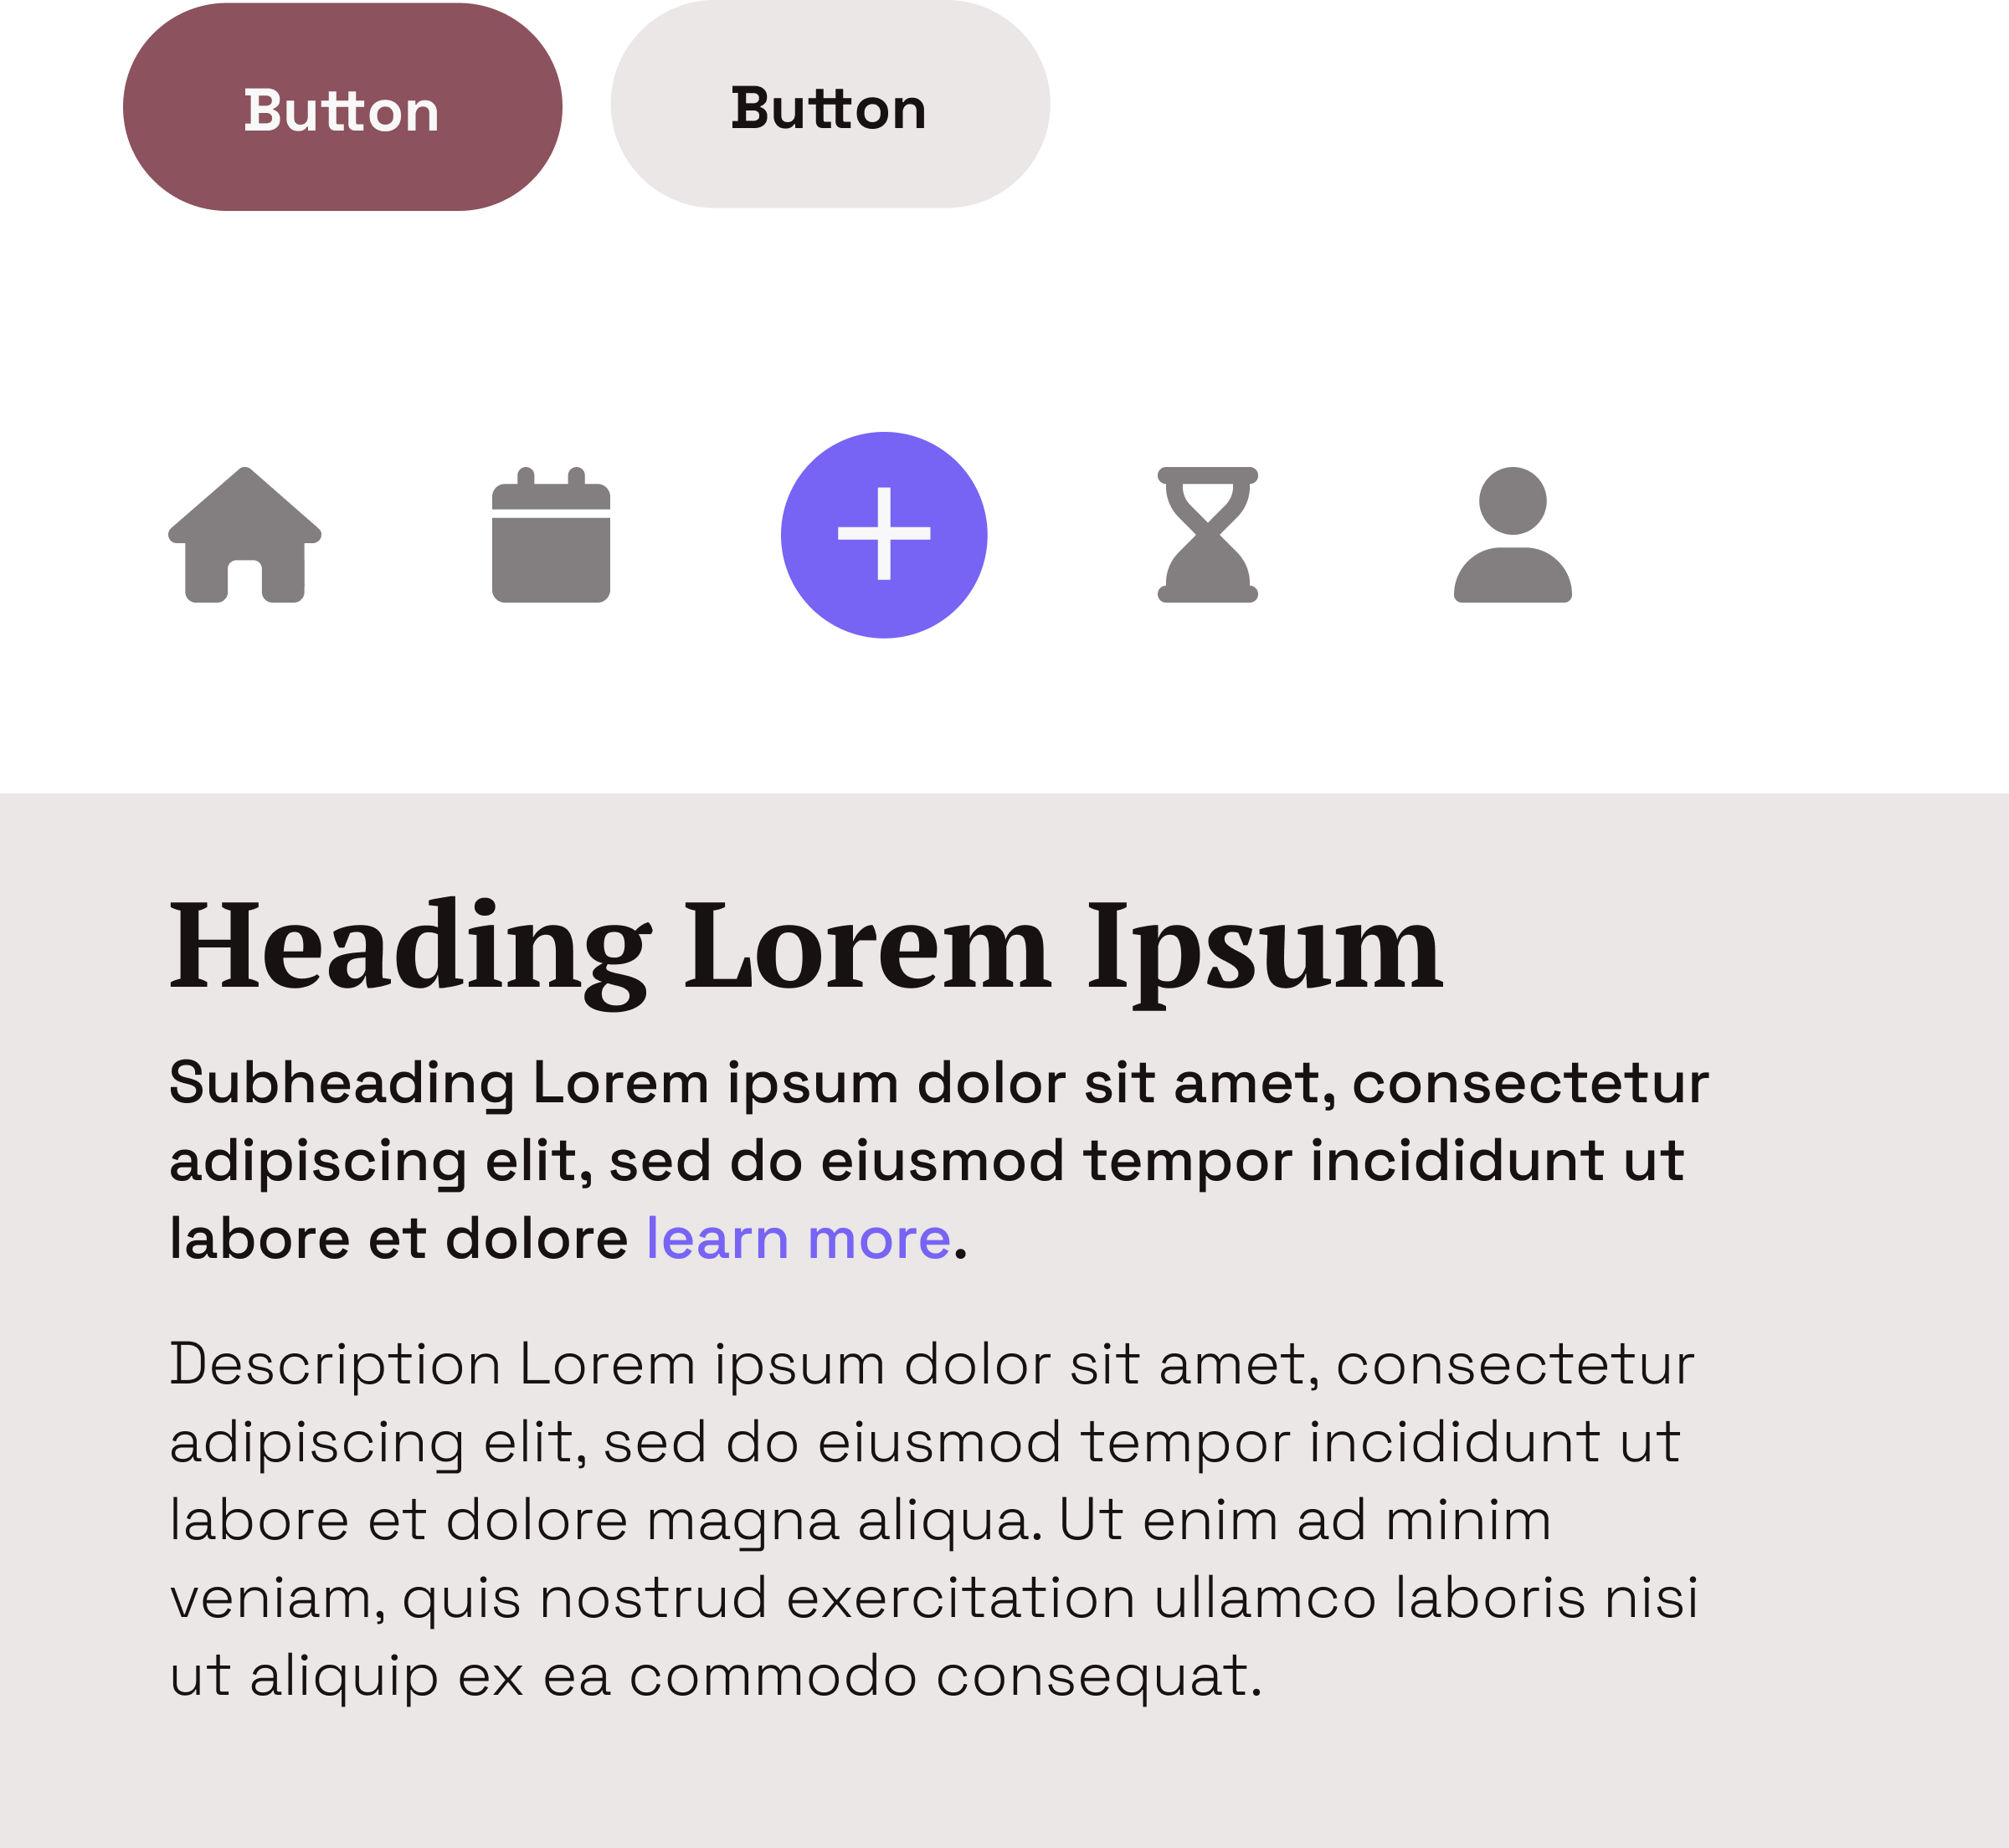 Button
Button
Heading Lorem Ipsum
Subheading Lorem ipsum dolor sit amet, consectetur
adipiscing elit, sed do eiusmod tempor incididunt ut
labore et dolore learn more.
Description Lorem ipsum dolor sit amet, consectetur
adipiscing elit, sed do eiusmod tempor incididunt ut
labore et dolore magna aliqua. Ut enim ad minim
veniam, quis nostrud exercitation ullamco laboris nisi
ut aliquip ex ea commodo consequat.